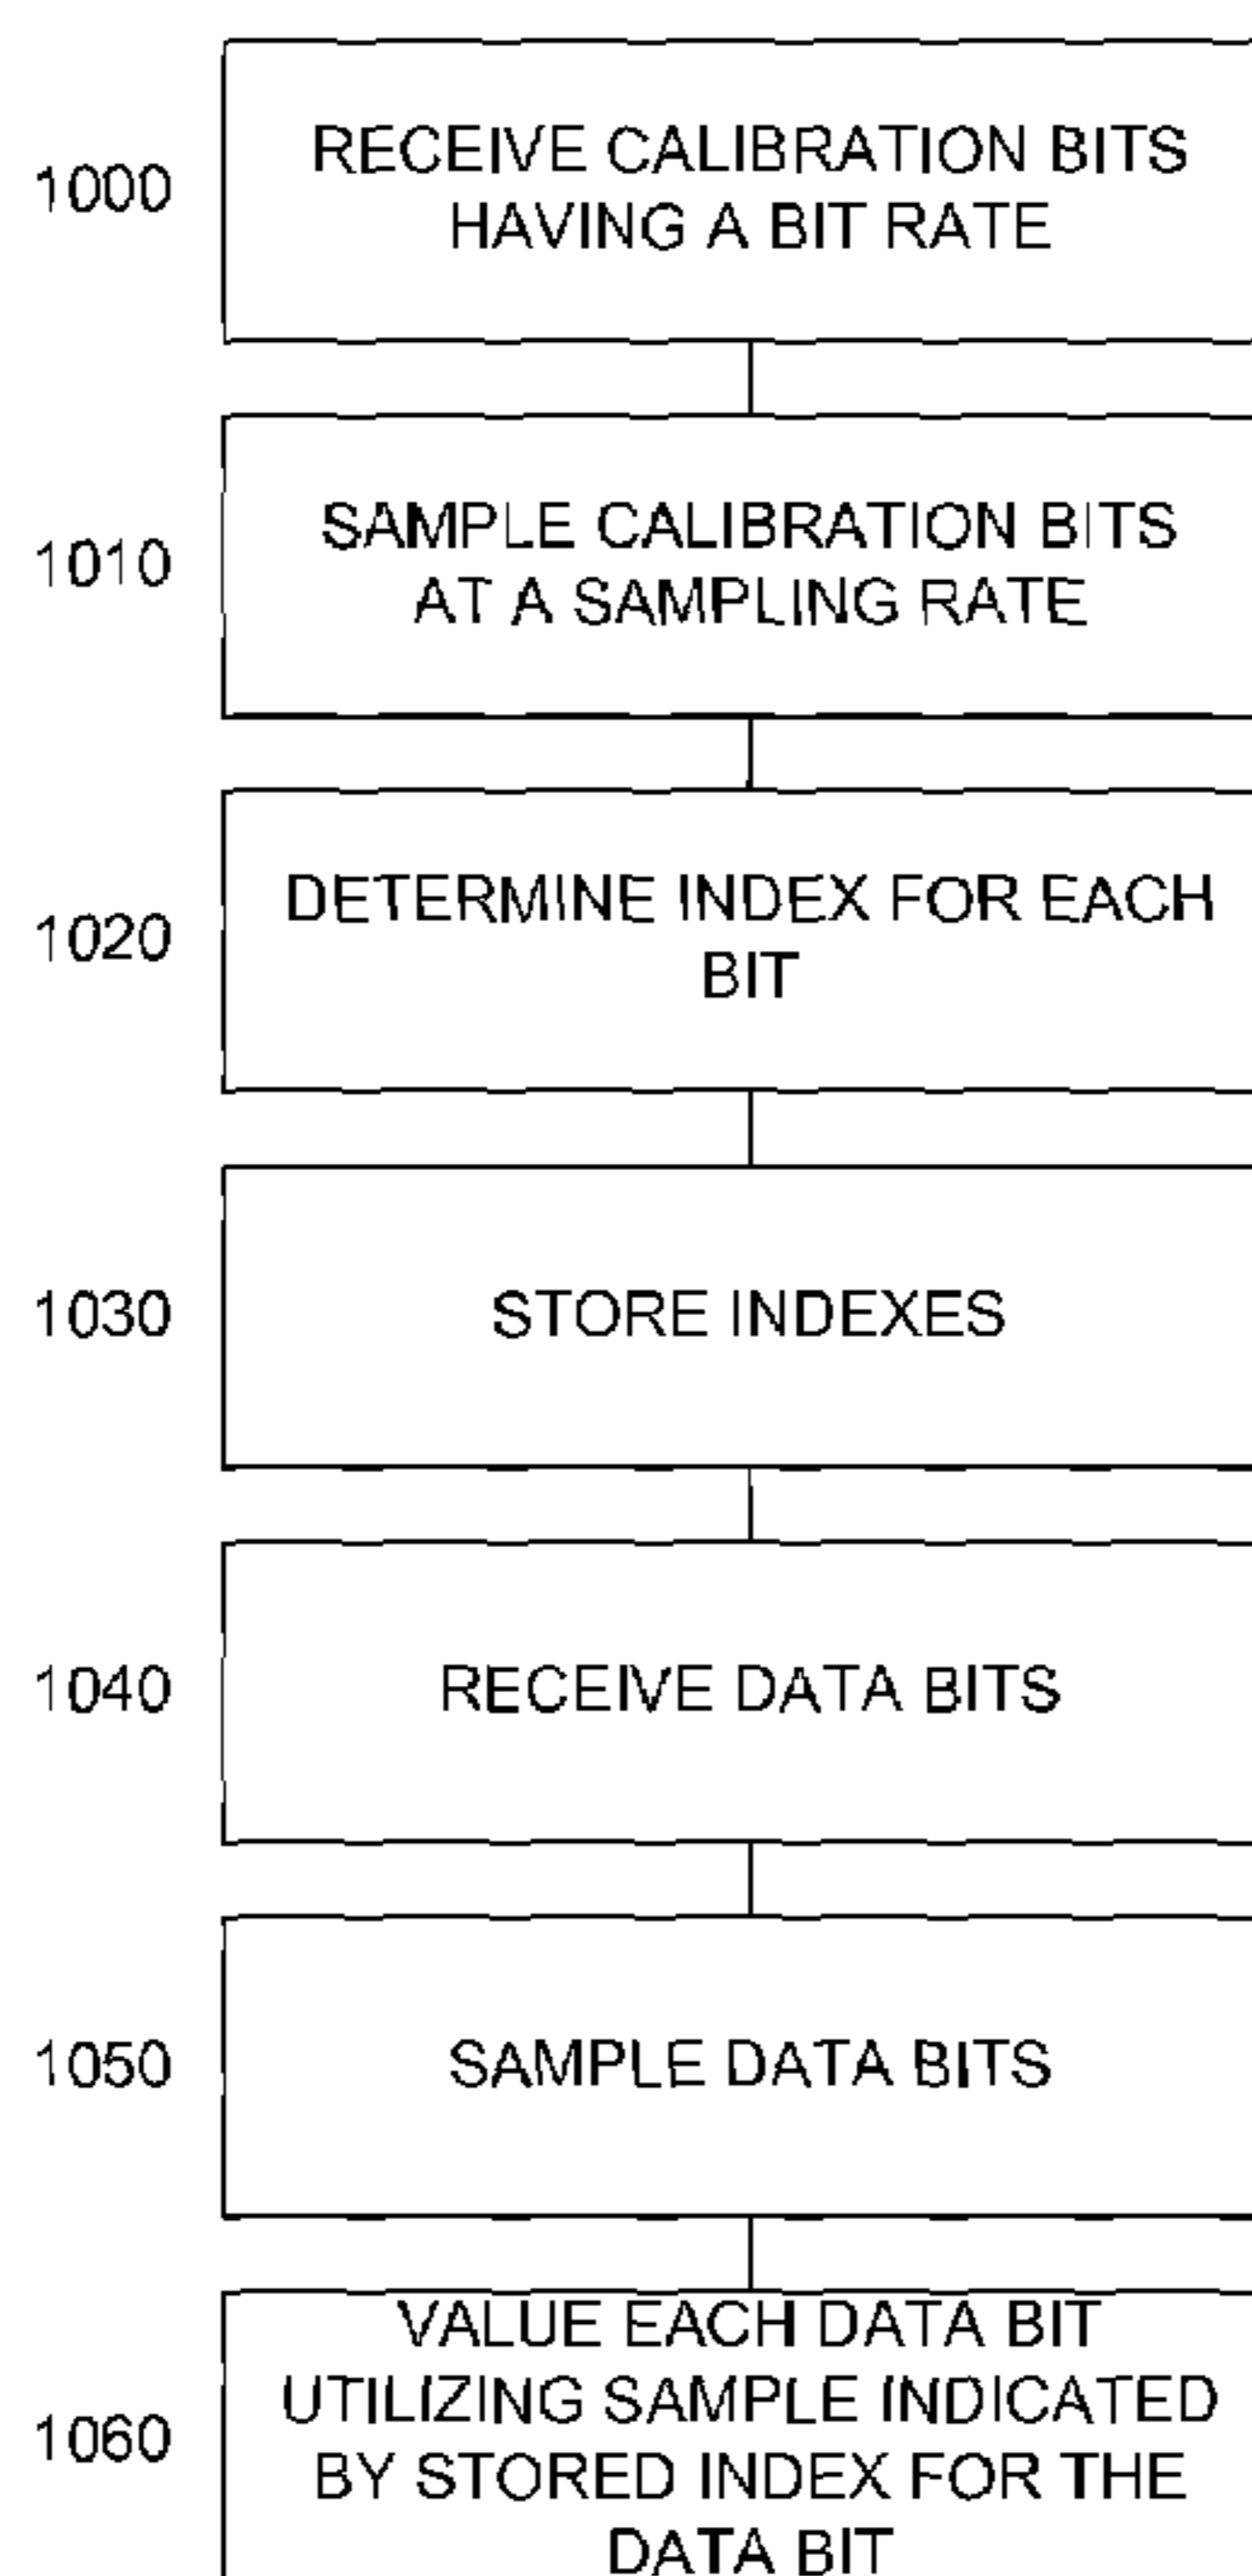 1000
RECEIVE CALIBRATION BITS
HAVING A BIT RATE
1010
SAMPLE CALIBRATION BITS
AT A SAMPLING RATE
1020
DETERMINE INDEX FOR EACH
BIT
1030
STORE INDEXES
1040
RECEIVE DATA BITS
1050
SAMPLE DATA BITS
1060
VALUE EACH DATA BIT
UTILIZING SAMPLE INDICATED
BY STORED INDEX FOR THE
DATA BIT